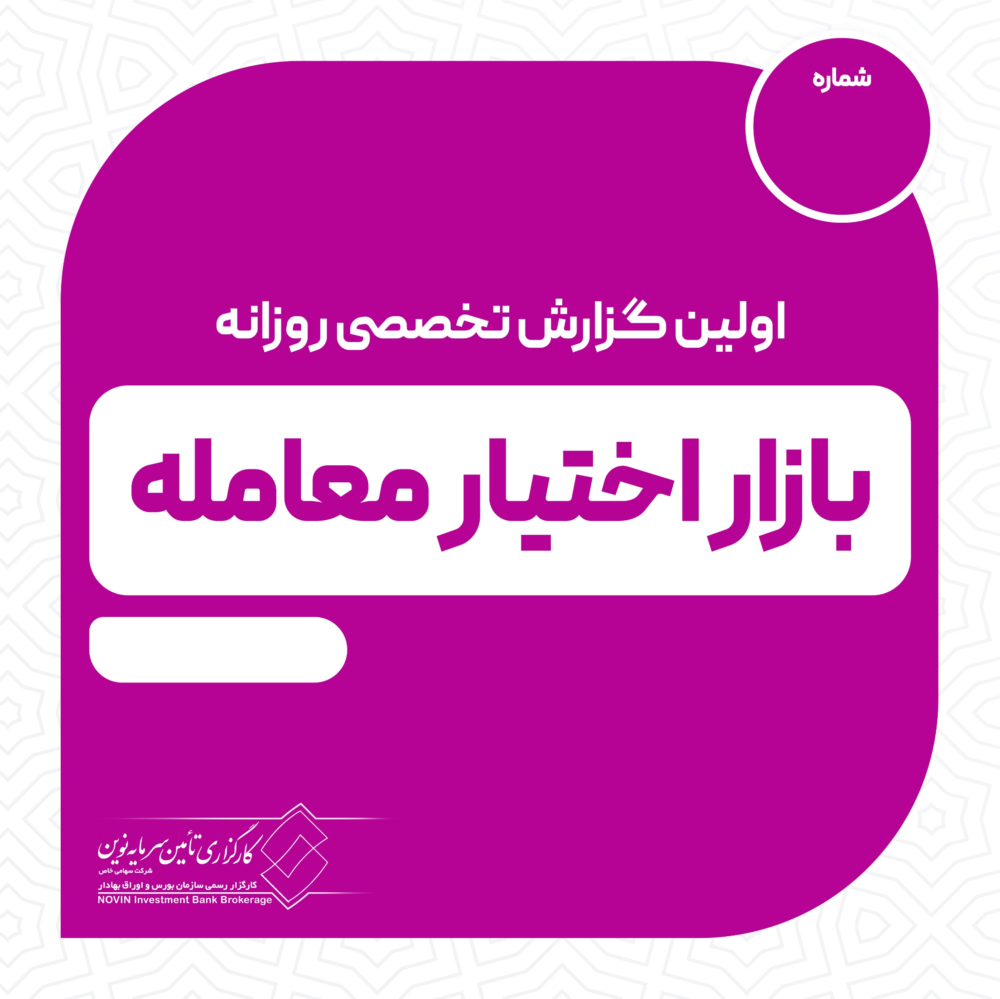 شماره
اولین گزارش تخصصی روزانه
بازار اختیار معامله
کارگزاری تأمین سرمایه نوین
شرکت سهامی خاص
کارگزار رسمی سازمان بورس و اوراق بهادار
NOVIN Investment Bank Brokerage